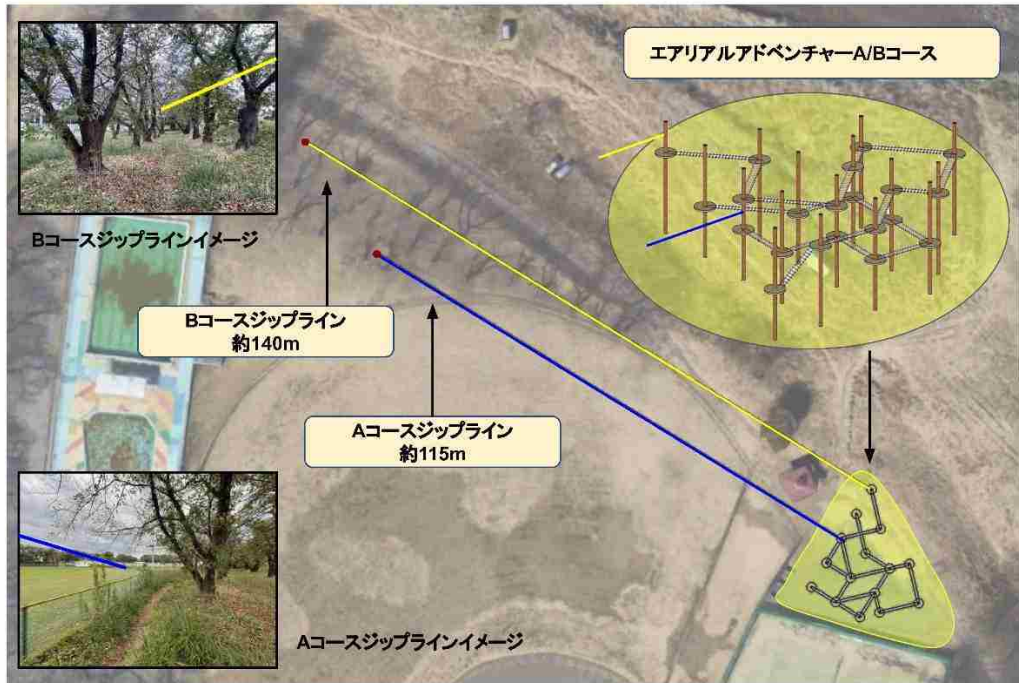 エアリアルアドベンチャーA/Bコース
Bコースジップラインイメージ
Bコースジップライン
約140m
Aコースジップライン
約115m
Aコースジップラインイメージ